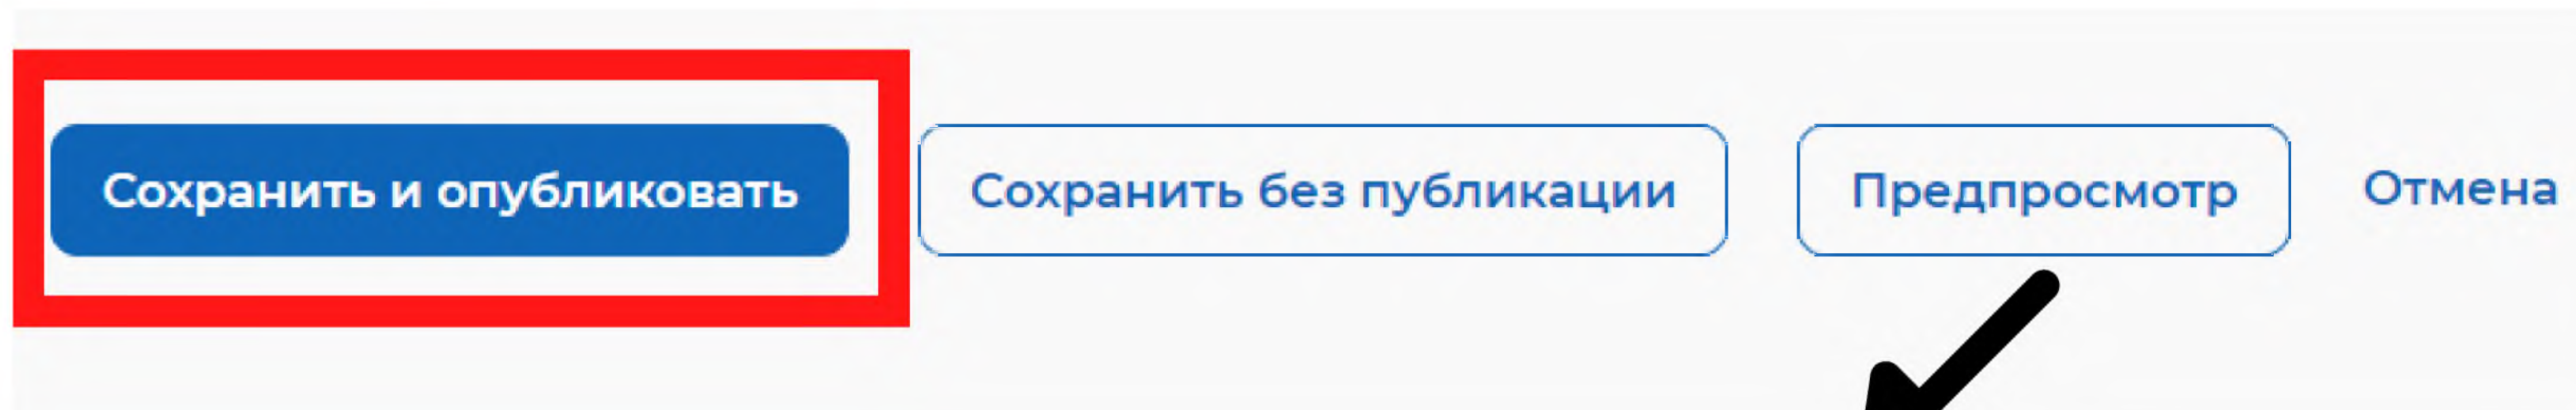 Сохранить и опубликовать Сохранить без публикации Предпросмотр Отмена